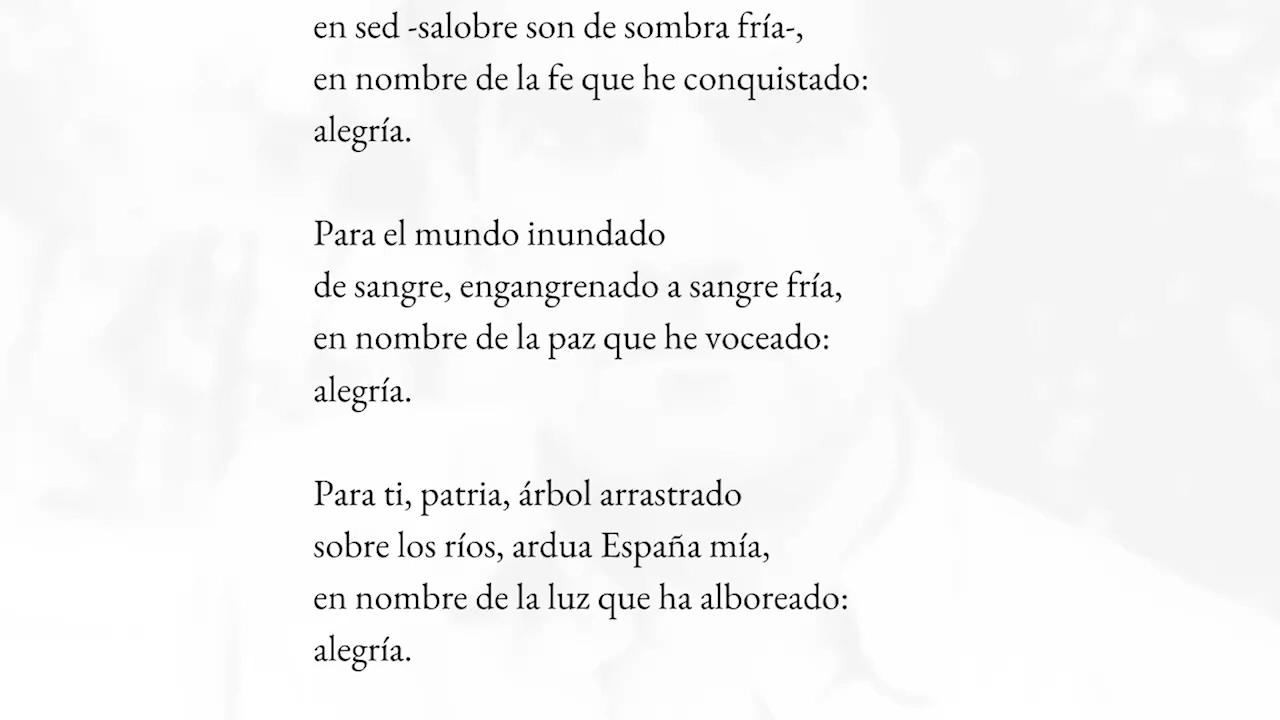 en sed -salobre son de sombra fría-,
en nombre de la fe que he conquistado:
alegría.
Para el mundo inundado
de sangre, engangrenado a sangre fría,
en nombre de la paz que he voceado:
alegría.
Para ti, patria, árbol arrastrado
sobre los ríos, ardua España mía,
en nombre de la luz que ha alboreado:
alegría.